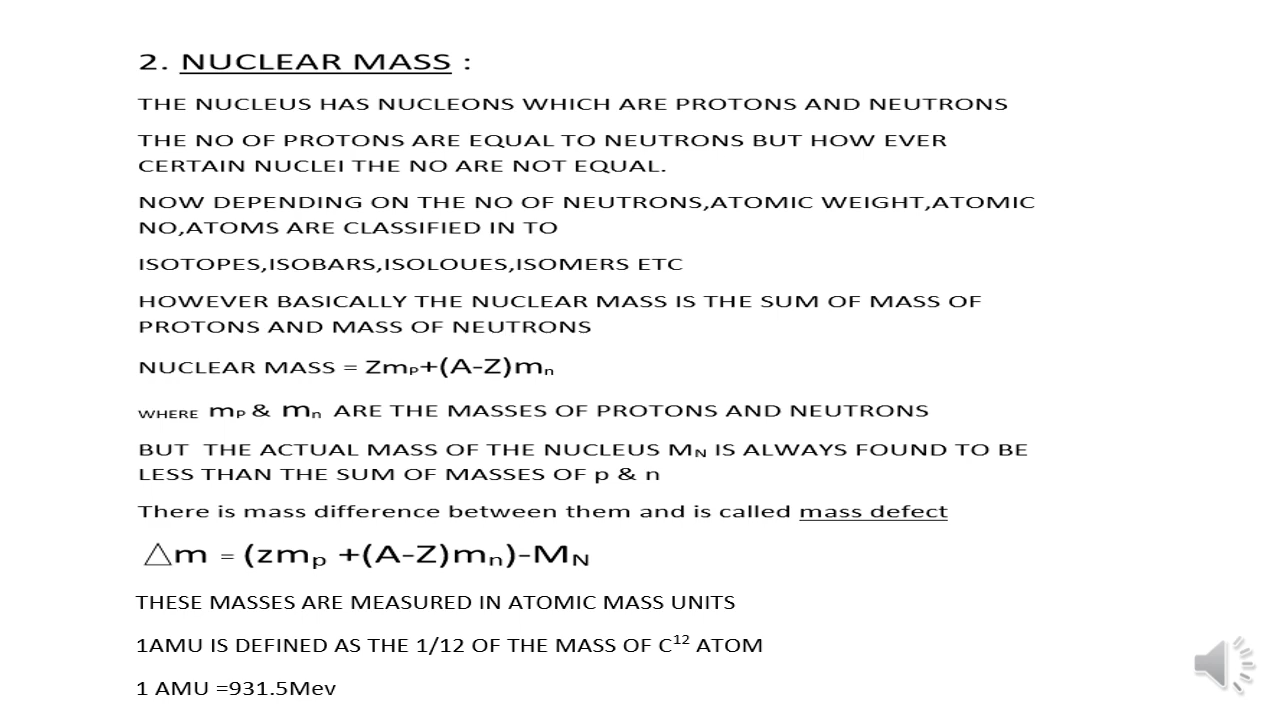 2. NUCLEAR MASS :
THE NUCLEUS HAS NUCLEONS WHICH ARE PROTONS AND NEUTRONS
THE NO OF PROTONS ARE EQUAL TO NEUTRONS BUT HOW EVER
CERTAIN NUCLEI THE NO ARE NOT EQUAL.
NOW DEPENDING ON THE NO OF NEUTRONS,ATOMIC WEIGHT,ATOMIC
NO,ATOMS ARE CLASSIFIED IN TO
ISOTOPES,ISOBARS,ISOLOUES,ISOMERS ETC
HOWEVER BASICALLY THE NUCLEAR MASS IS THE SUM OF MASS OF
PROTONS AND MASS OF NEUTRONS
NUCLEAR MASS = Zmₚ+(A-Z)mₙ
WHERE mₚ & mₙ ARE THE MASSES OF PROTONS AND NEUTRONS
BUT THE ACTUAL MASS OF THE NUCLEUS M_N IS ALWAYS FOUND TO BE
LESS THAN THE SUM OF MASSES OF p & n
There is mass difference between them and is called mass defect
△m = (zmₚ +(A-Z)mₙ)-M_N
THESE MASSES ARE MEASURED IN ATOMIC MASS UNITS
1AMU IS DEFINED AS THE 1/12 OF THE MASS OF C¹² ATOM
1 AMU =931.5Mev